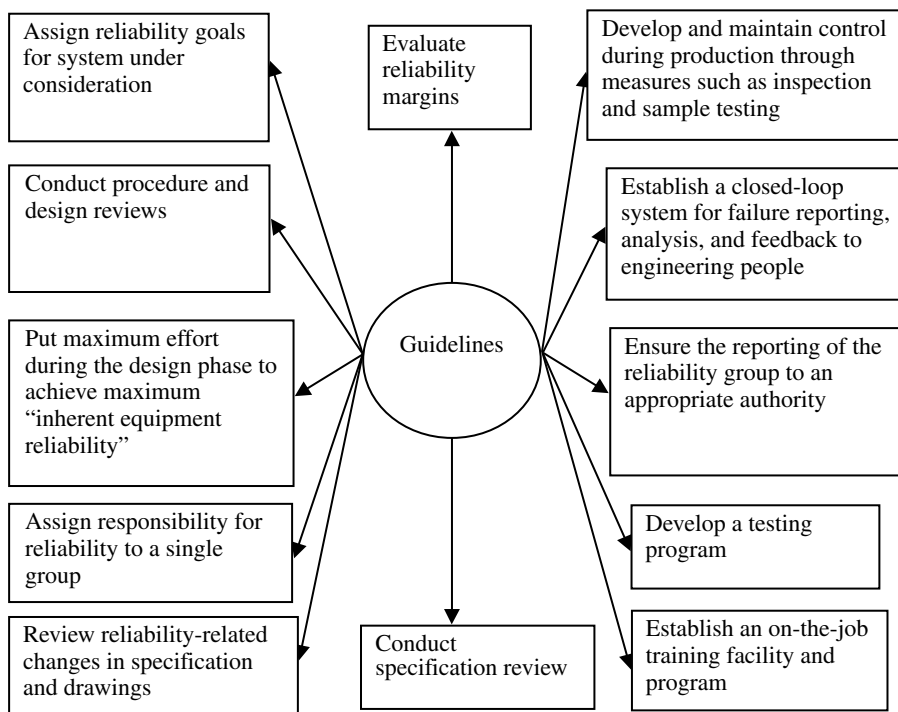 Assign reliability goals
for system under
consideration
Evaluate
reliability
margins
Develop and maintain control
during production through
measures such as inspection
and sample testing
Conduct procedure and
design reviews
Establish a closed-loop
system for failure reporting,
analysis, and feedback to
engineering people
Guidelines
Put maximum effort
during the design phase to
achieve maximum
“inherent equipment
reliability”
Ensure the reporting of the
reliability group to an
appropriate authority
Assign responsibility for
reliability to a single
group
Develop a testing
program
Review reliability-related
changes in specification
and drawings
Conduct
specification review
Establish an on-the-job
training facility and
program